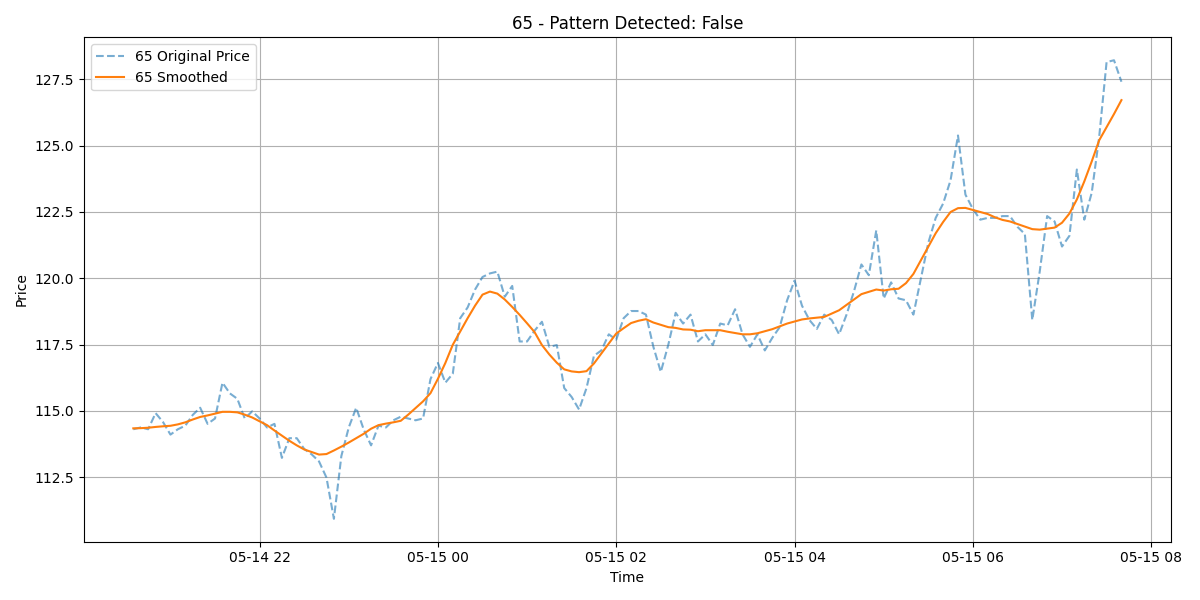 65 - Pattern Detected: False
65 Original Price
65 Smoothed
127.5
125.0
122.5
120.0
117.5
115.0
112.5
Price
05-14 22
05-15 00
05-15 02
05-15 04
05-15 06
05-15 08
Time